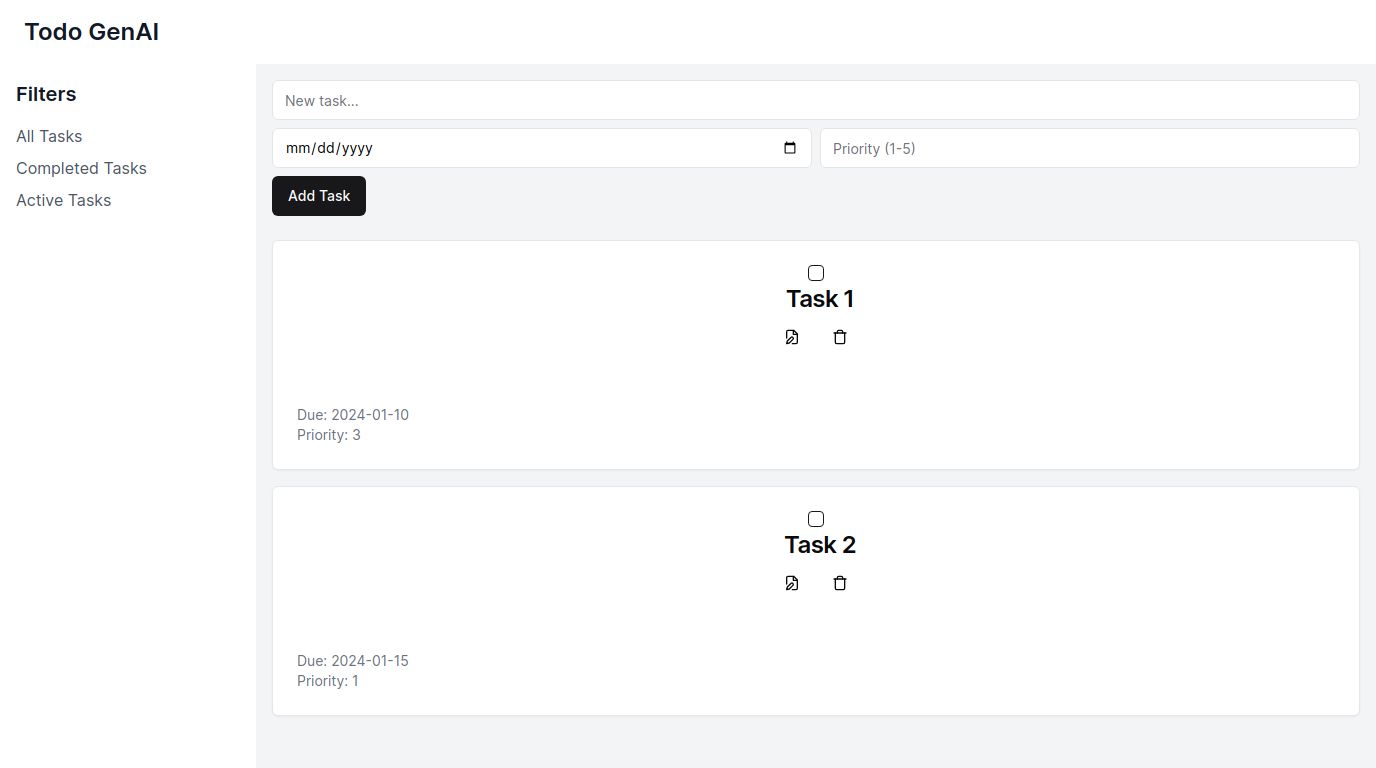 Todo GenAI
Filters
All Tasks
Completed Tasks
Active Tasks
New task...
mm/dd/yyyy
Priority (1-5)
Add Task
Task 1
Due: 2024-01-10
Priority: 3
Task 2
Due: 2024-01-15
Priority: 1